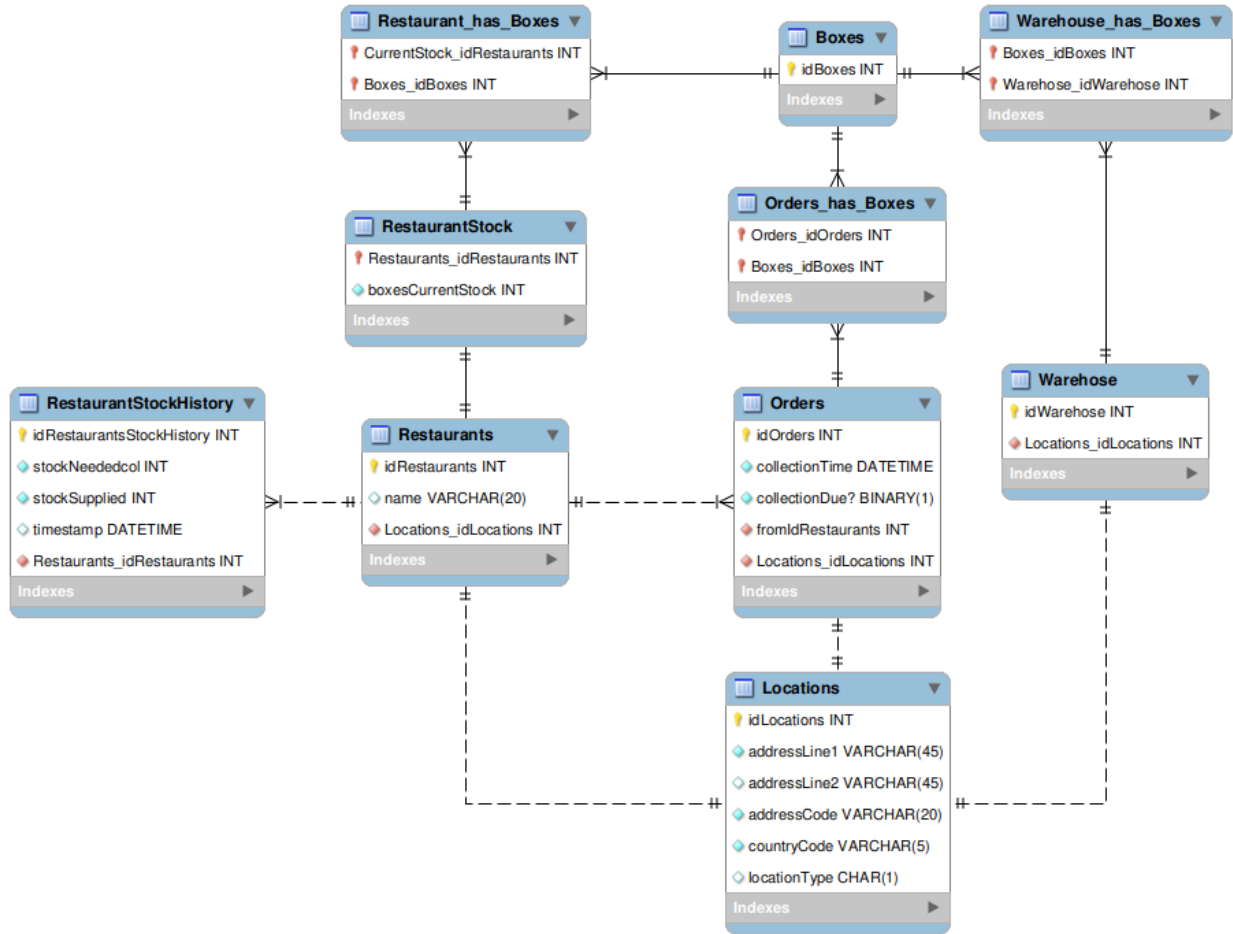 Restaurant_has_Boxes
CurrentStock_idRestaurants INT
Boxes_idBoxes INT
Indexes
Boxes
idBoxes INT
Indexes
Warehouse_has_Boxes
Boxes_idBoxes INT
Warehose_idWarehose INT
Indexes
RestaurantStock
Restaurants_idRestaurants INT
boxesCurrentStock INT
Indexes
Orders_has_Boxes
Orders_idOrders INT
Boxes_idBoxes INT
Indexes
RestaurantStockHistory
idRestaurantsStockHistory INT
stockNeededcol INT
stockSupplied INT
timestamp DATETIME
Restaurants_idRestaurants INT
Indexes
Restaurants
idRestaurants INT
name VARCHAR(20)
Locations_idLocations INT
Indexes
Orders
idOrders INT
collectionTime DATETIME
collectionDue? BINARY(1)
fromIdRestaurants INT
Locations_idLocations INT
Indexes
Warehose
idWarehose INT
Locations_idLocations INT
Indexes
Locations
idLocations INT
addressLine1 VARCHAR(45)
addressLine2 VARCHAR(45)
addressCode VARCHAR(20)
countryCode VARCHAR(5)
locationType CHAR(1)
Indexes